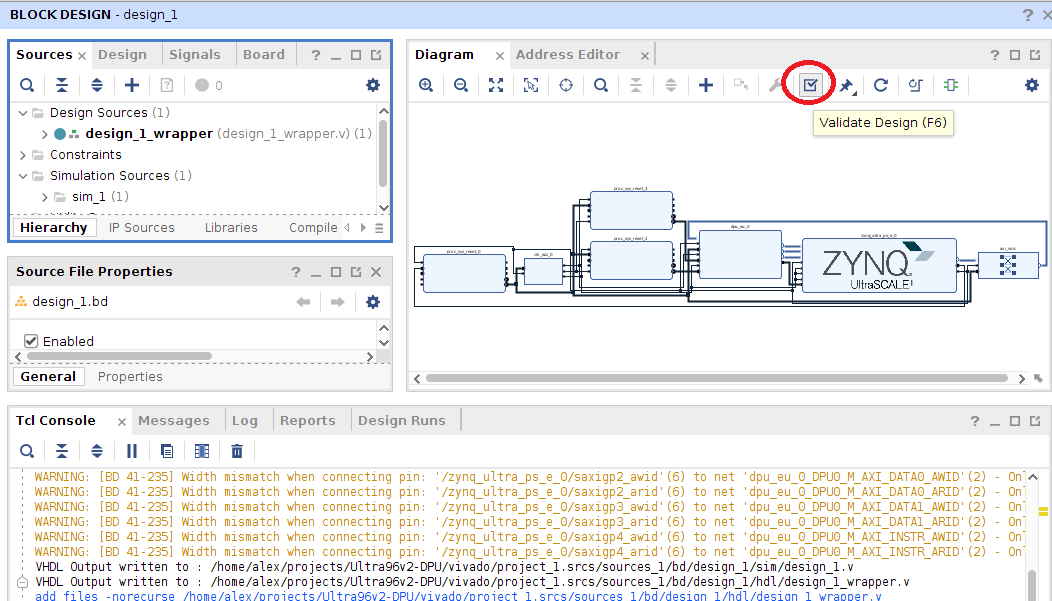 BLOCK DESIGN - design_1
Sources
Design
Signals
Board
0
Design Sources (1)
design_1_wrapper (design_1_wrapper.v) (1)
Constraints
Simulation Sources (1)
sim_1 (1)
Hierarchy
IP Sources
Libraries
Compile
Source File Properties
design_1.bd
Enabled
General
Properties
Diagram
Address Editor
Validate Design (F6)
proc_sys_reset_1
proc_sys_reset_0
clk_wiz_0
proc_sys_reset_2
dpu_eu_0
zynq_ultra_ps_e_0
ZYNQ
UltraSCALE+
Tcl Console
Messages
Log
Reports
Design Runs
WARNING: [BD 41-235] Width mismatch when connecting pin: '/zynq_ultra_ps_e_0/saxigp2_awid'(6) to net 'dpu_eu_0_DPU0_M_AXI_DATA0_AWID'(2) - Onl
WARNING: [BD 41-235] Width mismatch when connecting pin: '/zynq_ultra_ps_e_0/saxigp2_arid'(6) to net 'dpu_eu_0_DPU0_M_AXI_DATA0_ARID'(2) - Onl
WARNING: [BD 41-235] Width mismatch when connecting pin: '/zynq_ultra_ps_e_0/saxigp3_awid'(6) to net 'dpu_eu_0_DPU0_M_AXI_DATA1_AWID'(2) - Onl
WARNING: [BD 41-235] Width mismatch when connecting pin: '/zynq_ultra_ps_e_0/saxigp3_arid'(6) to net 'dpu_eu_0_DPU0_M_AXI_DATA1_ARID'(2) - Onl
WARNING: [BD 41-235] Width mismatch when connecting pin: '/zynq_ultra_ps_e_0/saxigp4_awid'(6) to net 'dpu_eu_0_DPU0_M_AXI_INSTR_AWID'(2) - Onl
WARNING: [BD 41-235] Width mismatch when connecting pin: '/zynq_ultra_ps_e_0/saxigp4_arid'(6) to net 'dpu_eu_0_DPU0_M_AXI_INSTR_ARID'(2) - Onl
VHDL Output written to : /home/alex/projects/Ultra96v2-DPU/vivado/project_1.srcs/sources_1/bd/design_1/sim/design_1.v
VHDL Output written to : /home/alex/projects/Ultra96v2-DPU/vivado/project_1.srcs/sources_1/bd/design_1/hdl/design_1_wrapper.v
add_files -norecurse /home/alex/projects/Ultra96v2-DPU/vivado/project_1.srcs/sources_1/bd/design_1/hdl/design_1_wrapper.v